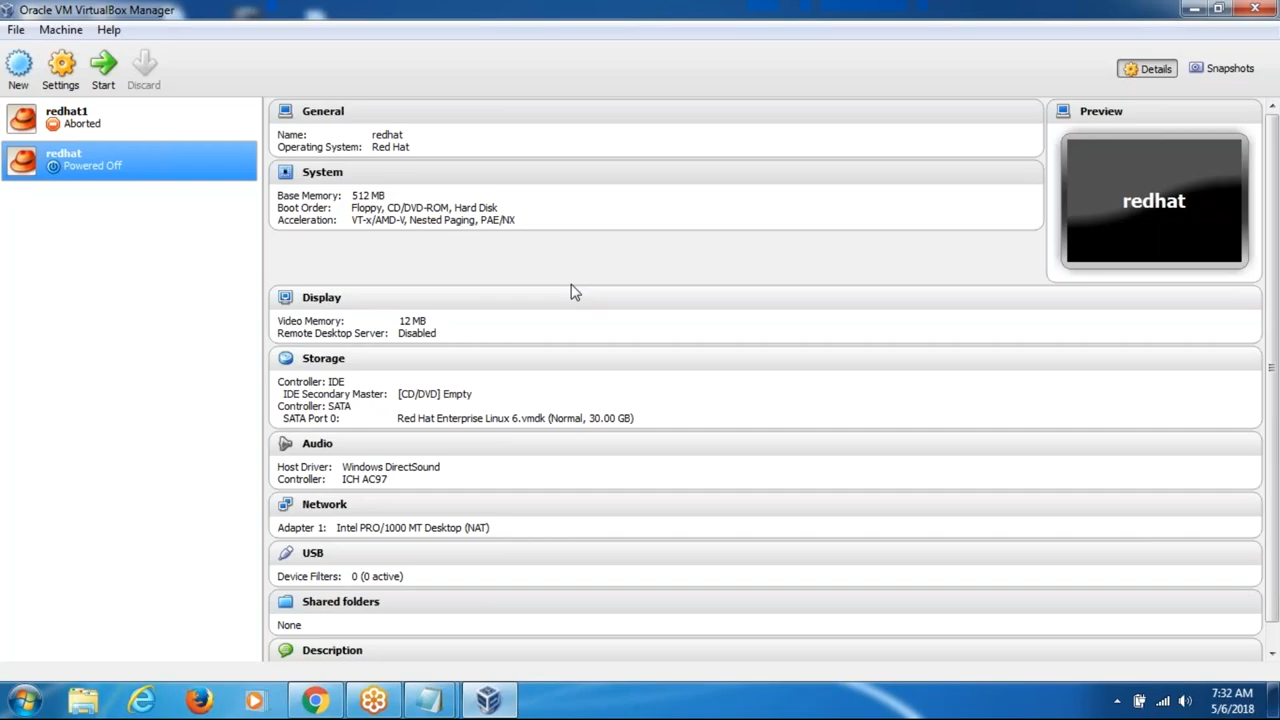 Oracle VM VirtualBox Manager
File Machine Help
New Settings Start Discard
Details Snapshots
redhat1
Aborted
redhat
Powered Off
General
Name: redhat
Operating System: Red Hat
System
Base Memory: 512 MB
Boot Order: Floppy, CD/DVD-ROM, Hard Disk
Acceleration: VT-x/AMD-V, Nested Paging, PAE/NX
Preview
redhat
Display
Video Memory: 12 MB
Remote Desktop Server: Disabled
Storage
Controller: IDE
IDE Secondary Master: [CD/DVD] Empty
Controller: SATA
SATA Port 0: Red Hat Enterprise Linux 6.vmdk (Normal, 30.00 GB)
Audio
Host Driver: Windows DirectSound
Controller: ICH AC97
Network
Adapter 1: Intel PRO/1000 MT Desktop (NAT)
USB
Device Filters: 0 (0 active)
Shared folders
None
Description
7:32 AM
5/6/2018